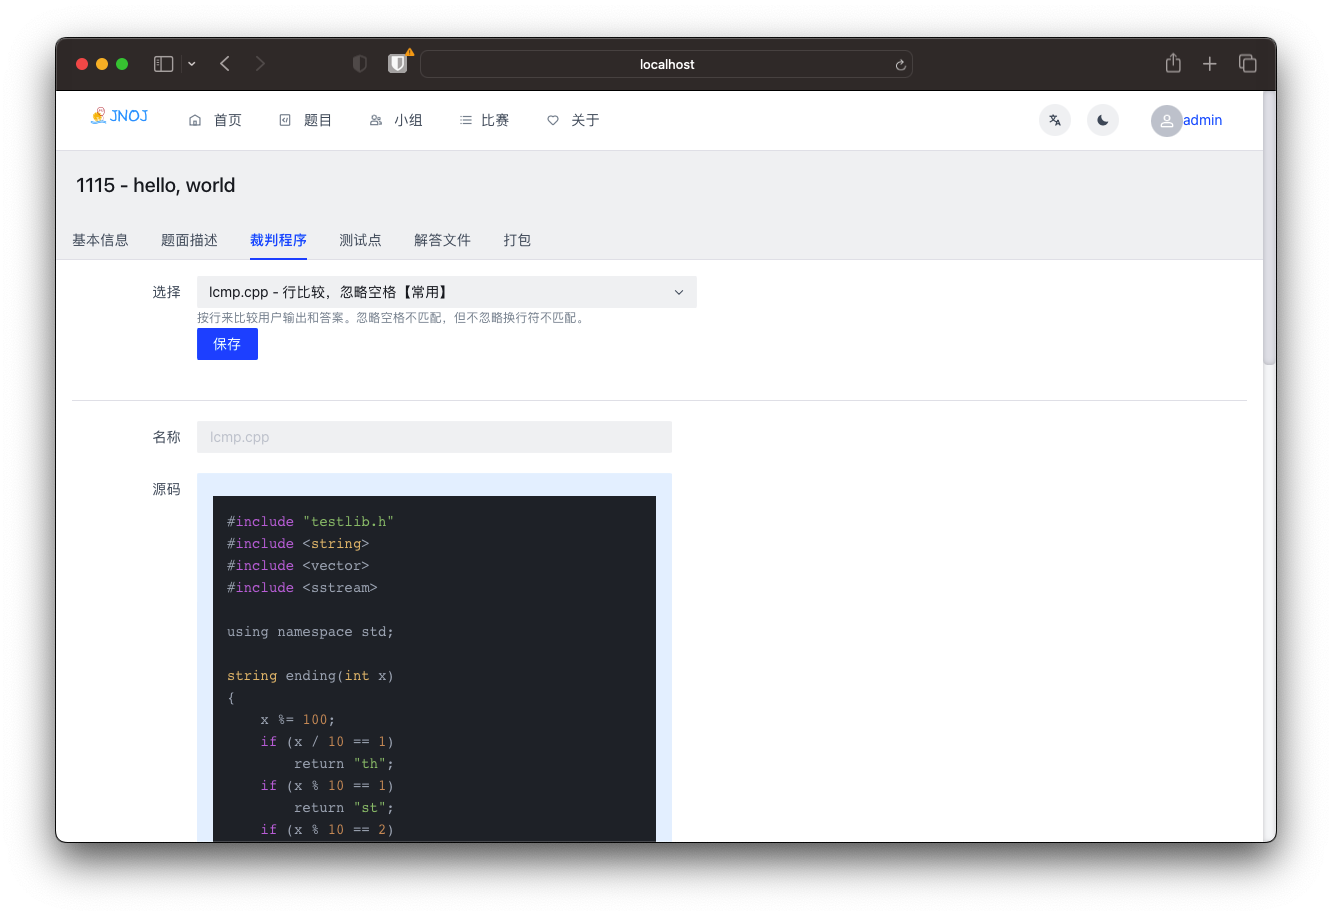 localhost
JNOJ 首页 题目 小组 比赛 关于 admin
1115 - hello, world
基本信息 题面描述 裁判程序 测试点 解答文件 打包
选择 lcmp.cpp - 行比较，忽略空格【常用】
按行来比较用户输出和答案。忽略空格不匹配，但不忽略换行符不匹配。
保存
名称 lcmp.cpp
源码
#include "testlib.h"
#include <string>
#include <vector>
#include <sstream>
using namespace std;
string ending(int x)
{
    x %= 100;
    if (x / 10 == 1)
        return "th";
    if (x % 10 == 1)
        return "st";
    if (x % 10 == 2)